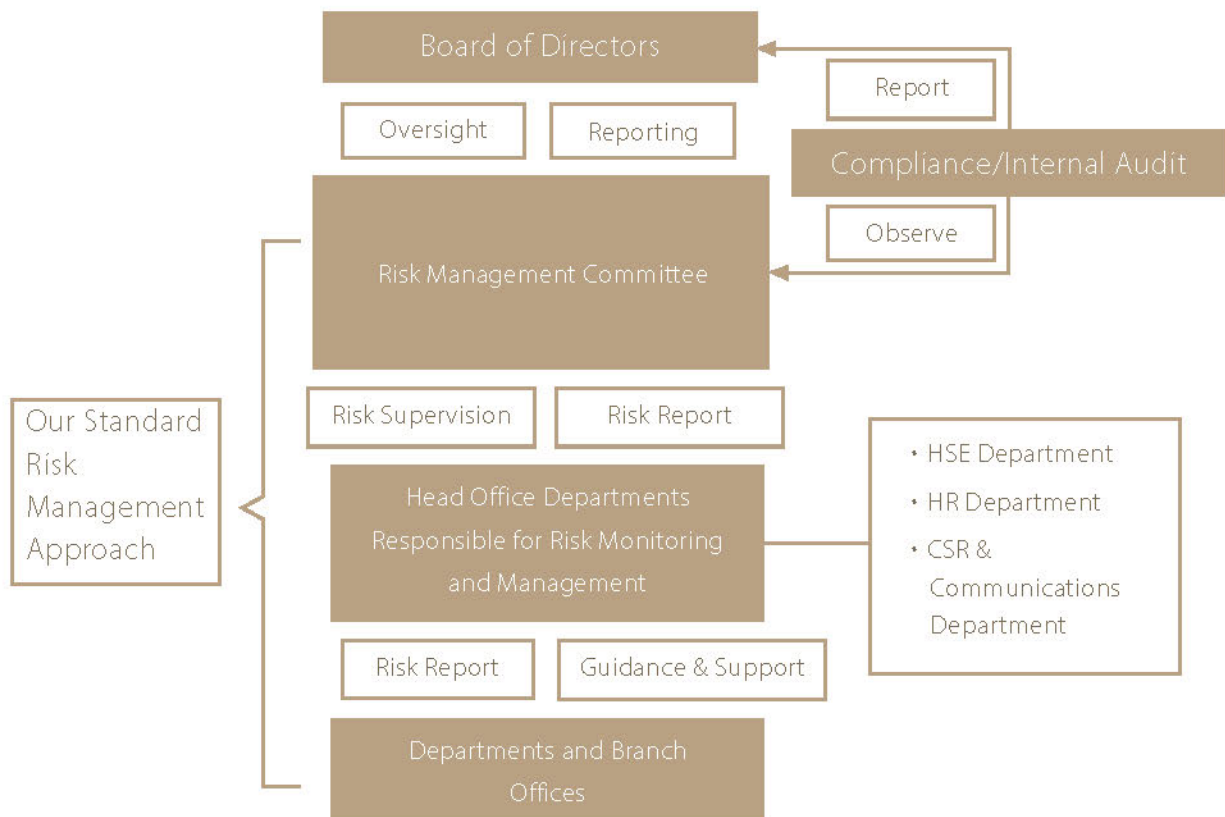 Board of Directors
Report
Oversight
Reporting
Compliance/Internal Audit
Observe
Risk Management Committee
Our Standard
Risk
Management
Approach
Risk Supervision
Risk Report
Head Office Departments
Responsible for Risk Monitoring
and Management
• HSE Department
• HR Department
• CSR &
Communications
Department
Risk Report
Guidance & Support
Departments and Branch
Offices